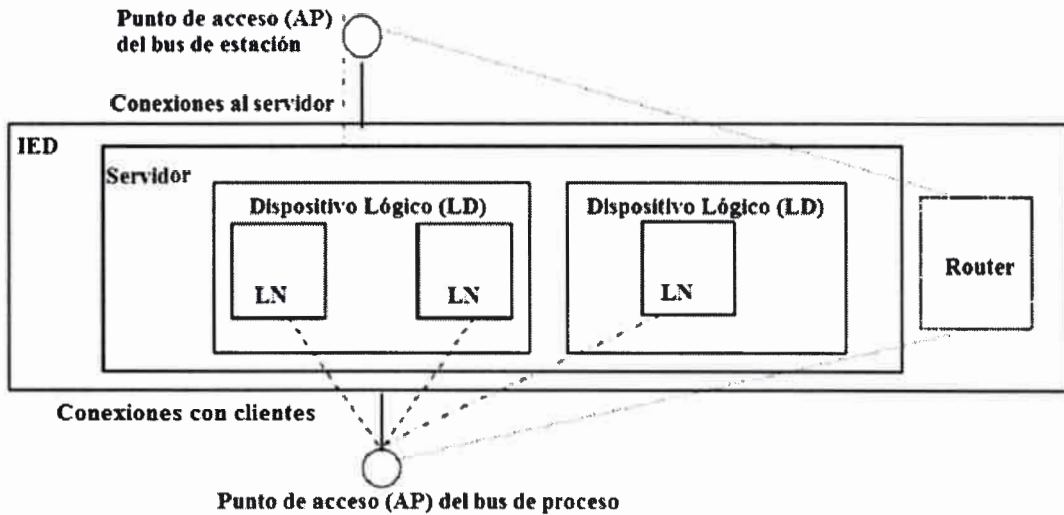 Punto de acceso (AP)
del bus de estación
Conexiones al servidor
IED
Servidor
Dispositivo Lógico (LD)
LN
LN
Dispositivo Lógico (LD)
LN
Router
Conexiones con clientes
Punto de acceso (AP) del bus de proceso